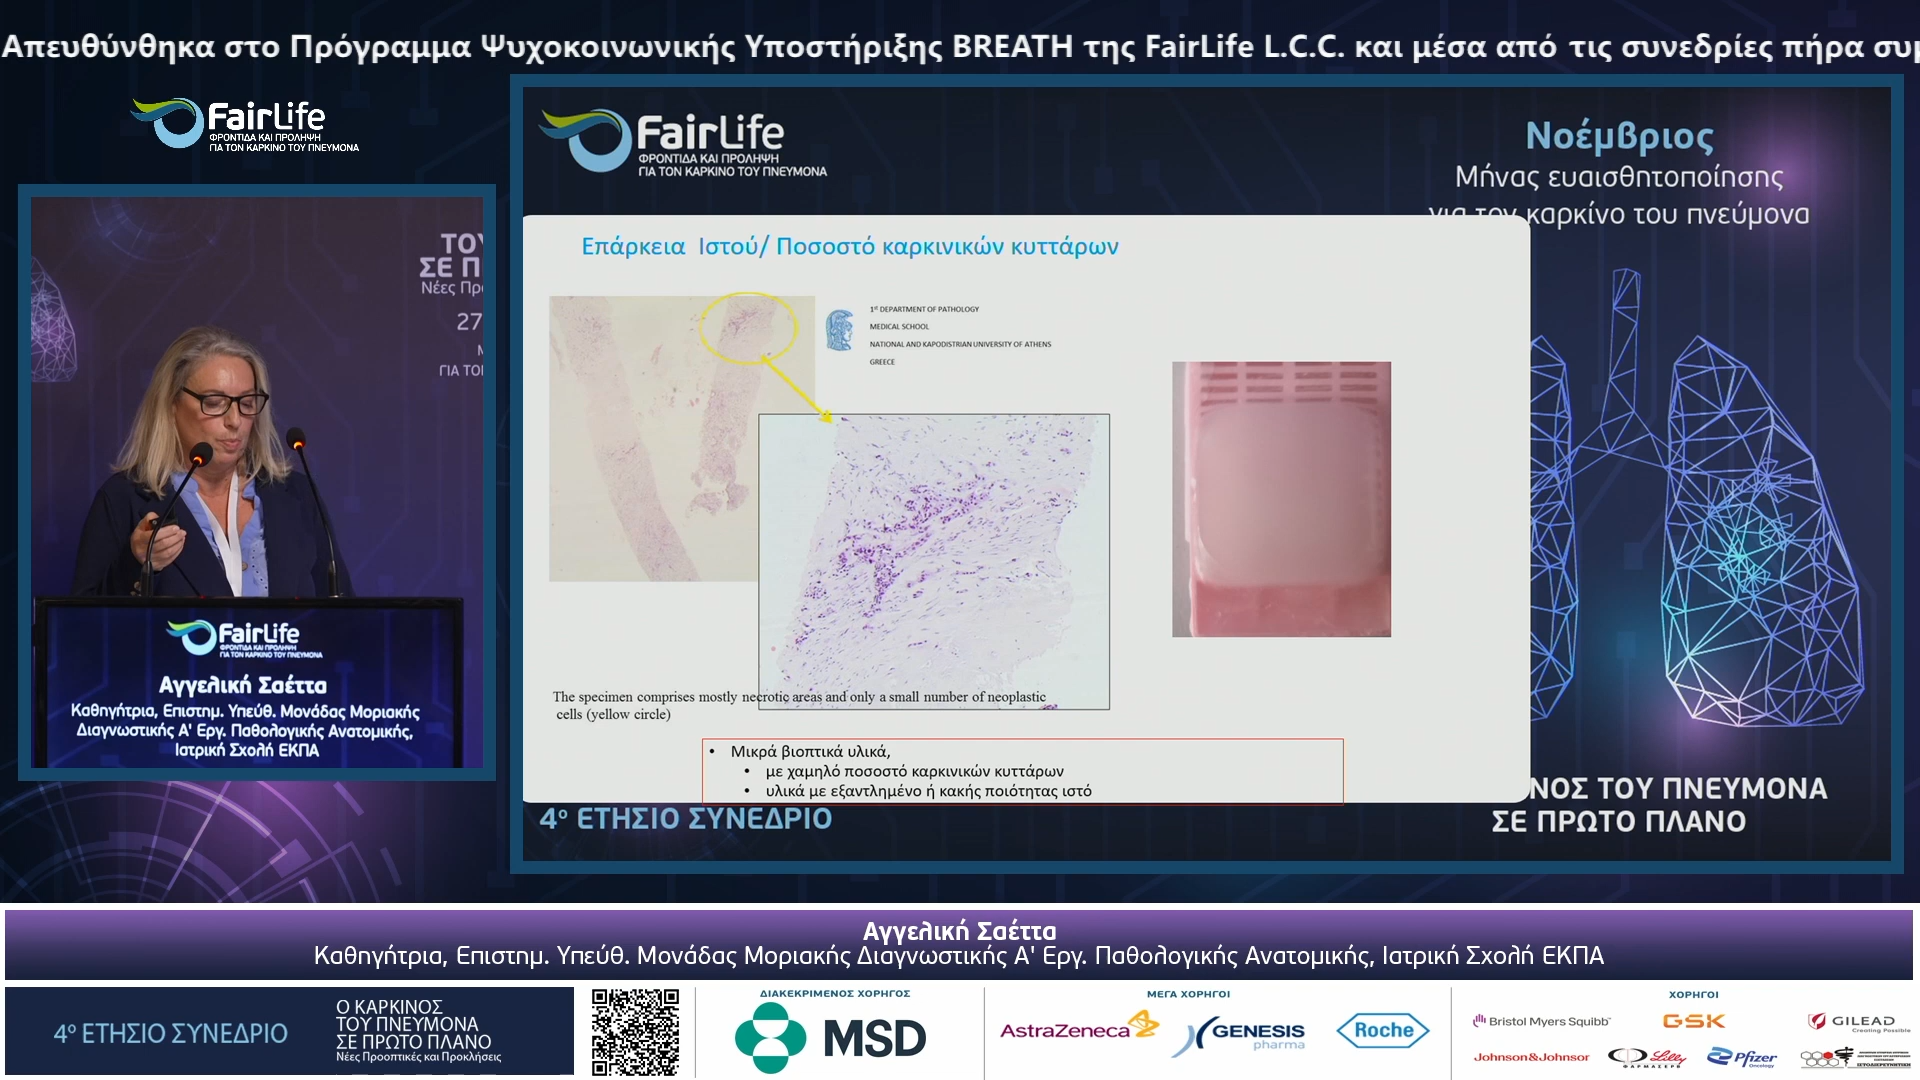 Απευθύνθηκα στο Πρόγραμμα Ψυχοκοινωνικής Υποστήριξης BREATH της FairLife L.C.C. και μέσα από τις συνεδρίες πήρα
FairLife
ΦΡΟΝΤΙΔΑ ΚΑΙ ΠΡΟΛΗΨΗ
ΓΙΑ ΤΟΝ ΚΑΡΚΙΝΟ ΤΟΥ ΠΝΕΥΜΟΝΑ
FairLife
ΦΡΟΝΤΙΔΑ ΚΑΙ ΠΡΟΛΗΨΗ
ΓΙΑ ΤΟΝ ΚΑΡΚΙΝΟ ΤΟΥ ΠΝΕΥΜΟΝΑ
Νοέμβριος
Μήνας ευαισθητοποίησης
για τον καρκίνο του πνεύμονα
Επάρκεια Ιστού/ Ποσοστό καρκινικών κυττάρων
1st DEPARTMENT OF PATHOLOGY
MEDICAL SCHOOL
NATIONAL AND KAPODISTRIAN UNIVERSITY OF ATHENS
GREECE
The specimen comprises mostly necrotic areas and only a small number of neoplastic
cells (yellow circle)
• Μικρά βιοπτικά υλικά,
• με χαμηλό ποσοστό καρκινικών κυττάρων
• υλικά με εξαντλημένο ή κακής ποιότητας ιστό
4ο ΕΤΗΣΙΟ ΣΥΝΕΔΡΙΟ
ΝΟΣ ΤΟΥ ΠΝΕΥΜΟΝΑ
ΣΕ ΠΡΩΤΟ ΠΛΑΝΟ
ΤΟΥ
ΣΕ Π
Νέες Προ
27
ΓΙΑ ΤΟΝ
FairLife
ΦΡΟΝΤΙΔΑ ΚΑΙ ΠΡΟΛΗΨΗ
ΓΙΑ ΤΟΝ ΚΑΡΚΙΝΟ ΤΟΥ ΠΝΕΥΜΟΝΑ
Αγγελική Σαέττα
Καθηγήτρια, Επιστημ. Υπεύθ. Μονάδας Μοριακής
Διαγνωστικής Α' Εργ. Παθολογικής Ανατομικής,
Ιατρική Σχολή ΕΚΠΑ
Αγγελική Σαέττα
Καθηγήτρια, Επιστημ. Υπεύθ. Μονάδας Μοριακής Διαγνωστικής Α' Εργ. Παθολογικής Ανατομικής, Ιατρική Σχολή ΕΚΠΑ
4ο ΕΤΗΣΙΟ ΣΥΝΕΔΡΙΟ
Ο ΚΑΡΚΙΝΟΣ
ΤΟΥ ΠΝΕΥΜΟΝΑ
ΣΕ ΠΡΩΤΟ ΠΛΑΝΟ
Νέες Προοπτικές και Προκλήσεις
ΔΙΑΚΕΚΡΙΜΕΝΟΣ ΧΟΡΗΓΟΣ
MSD
ΜΕΓΑ ΧΟΡΗΓΟΙ
AstraZeneca
GENESIS
pharma
Roche
ΧΟΡΗΓΟΙ
Bristol Myers Squibb
GSK
GILEAD
Creating Possible
Johnson&Johnson
Lilly
ΦΑΡΜΑΣΕΡΒ
Pfizer
Oncology